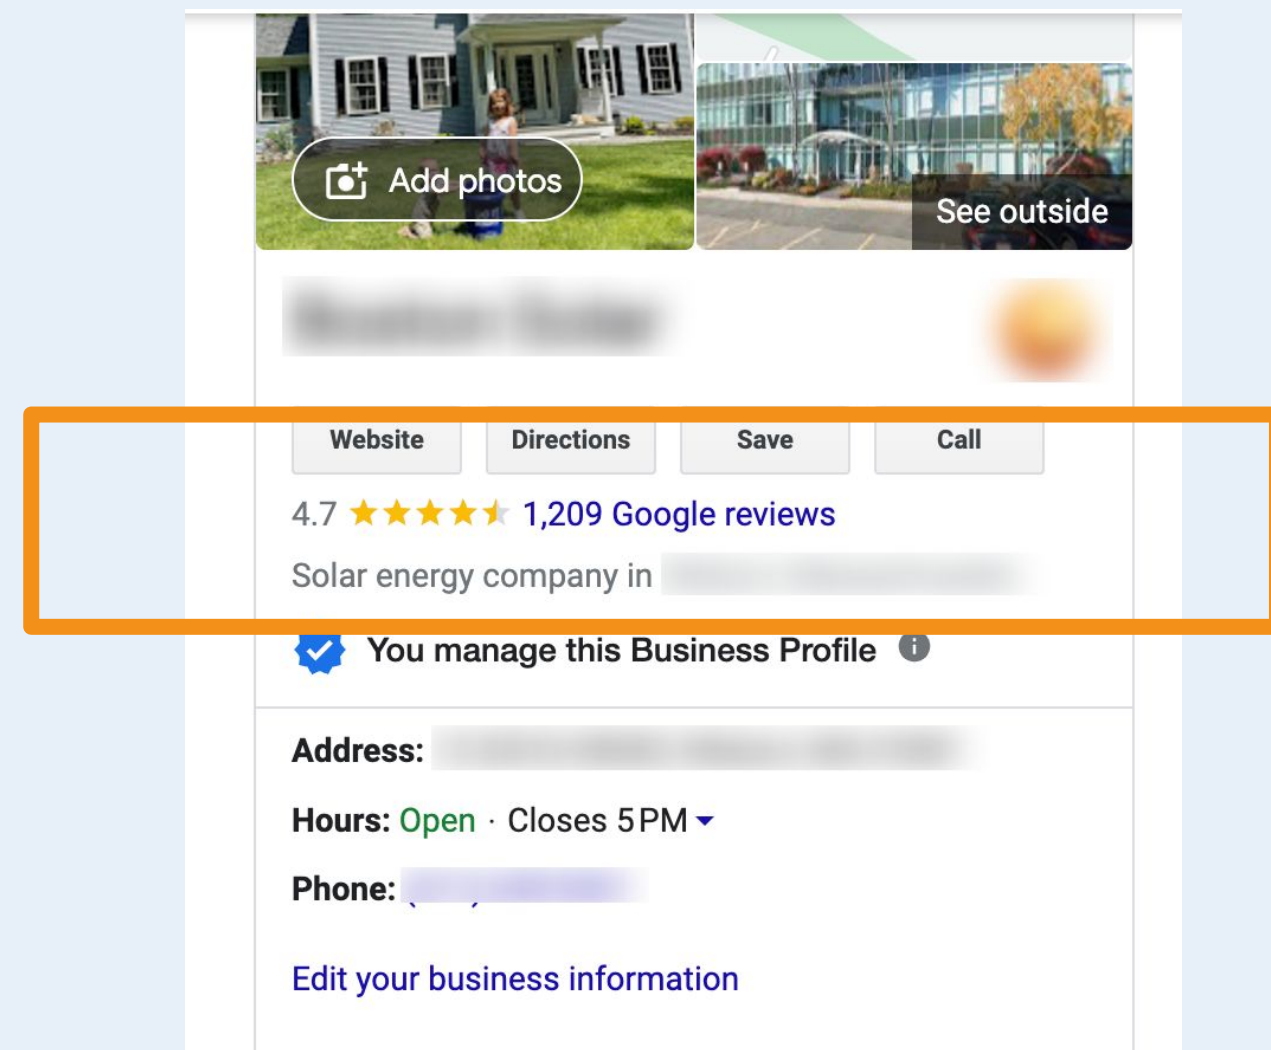 Add photos
See outside
Website Directions Save Call
4.7 1,209 Google reviews
Solar energy company in
You manage this Business Profile
Address:
Hours: Open · Closes 5 PM
Phone:
Edit your business information